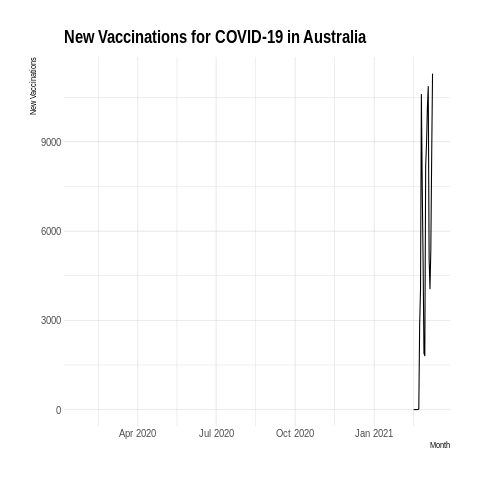 New Vaccinations for COVID-19 in Australia
New Vaccinations
9000
6000
3000
0
Apr 2020
Jul 2020
Oct 2020
Jan 2021
Month